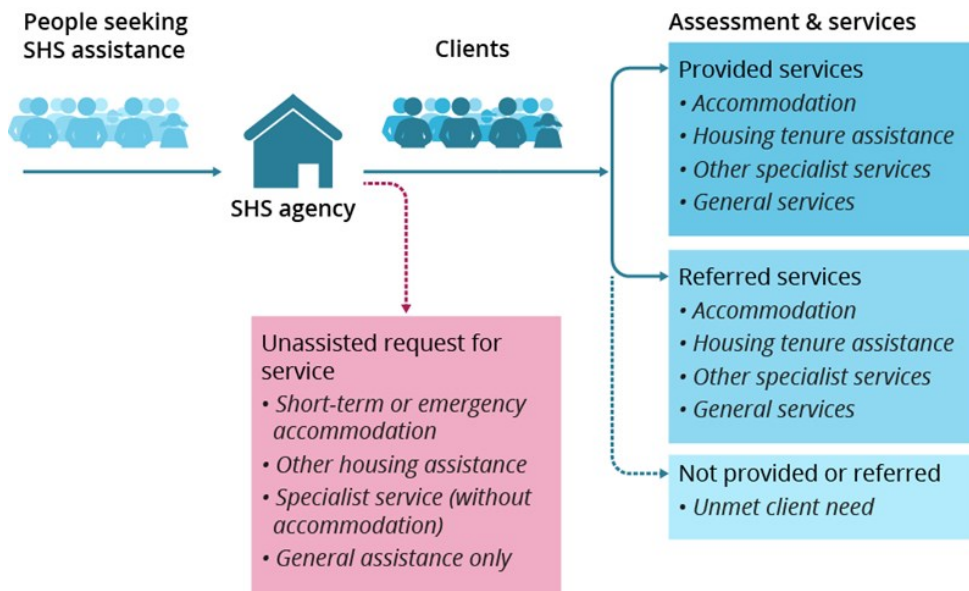 People seeking
SHS assistance
Clients
Assessment & services
SHS agency
Provided services
• Accommodation
• Housing tenure assistance
• Other specialist services
• General services
Referred services
• Accommodation
• Housing tenure assistance
• Other specialist services
• General services
Not provided or referred
• Unmet client need
Unassisted request for
service
• Short-term or emergency
accommodation
• Other housing assistance
• Specialist service (without
accommodation)
• General assistance only